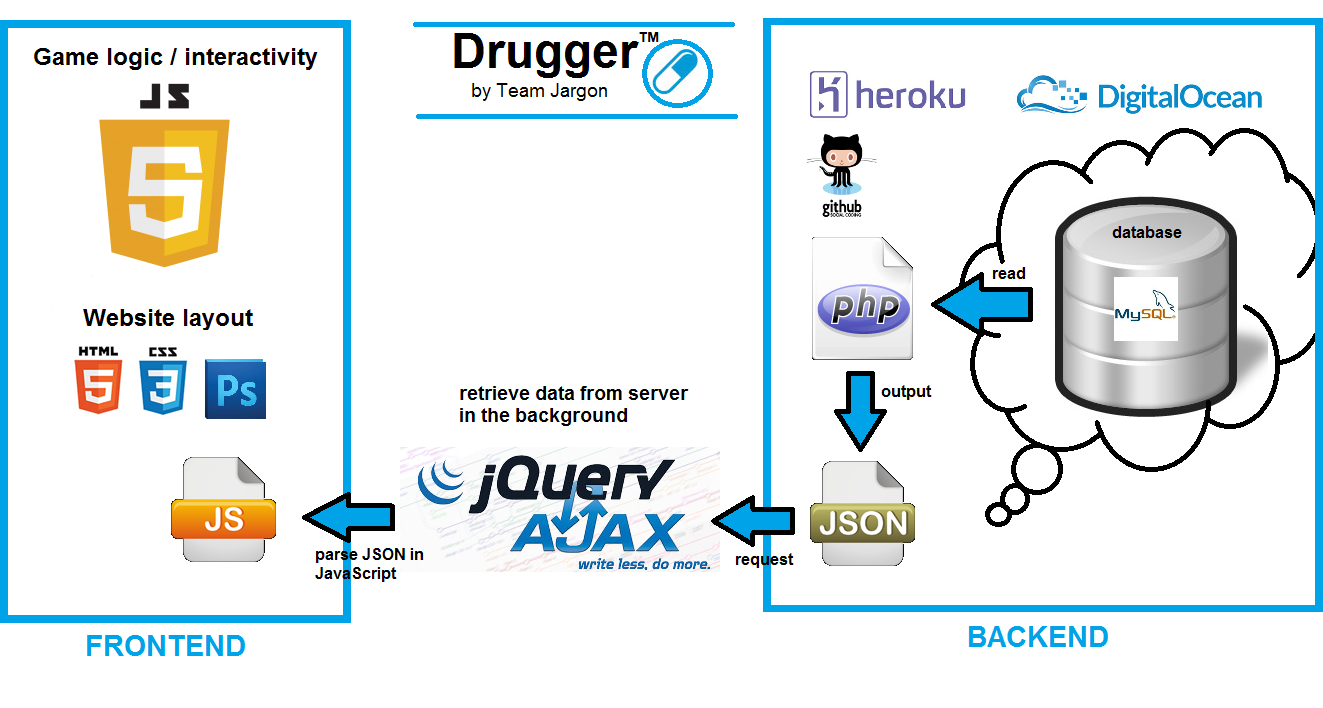 Game logic / interactivity
JS
5
Website layout
HTML
5
CSS
3
Ps
JS
parse JSON in
JavaScript
FRONTEND
Drugger™
by Team Jargon
retrieve data from server
in the background
jQuery
AJAX
write less, do more.
request
heroku
DigitalOcean
github
SOCIAL CODING
php
read
database
MySQL
output
JSON
BACKEND